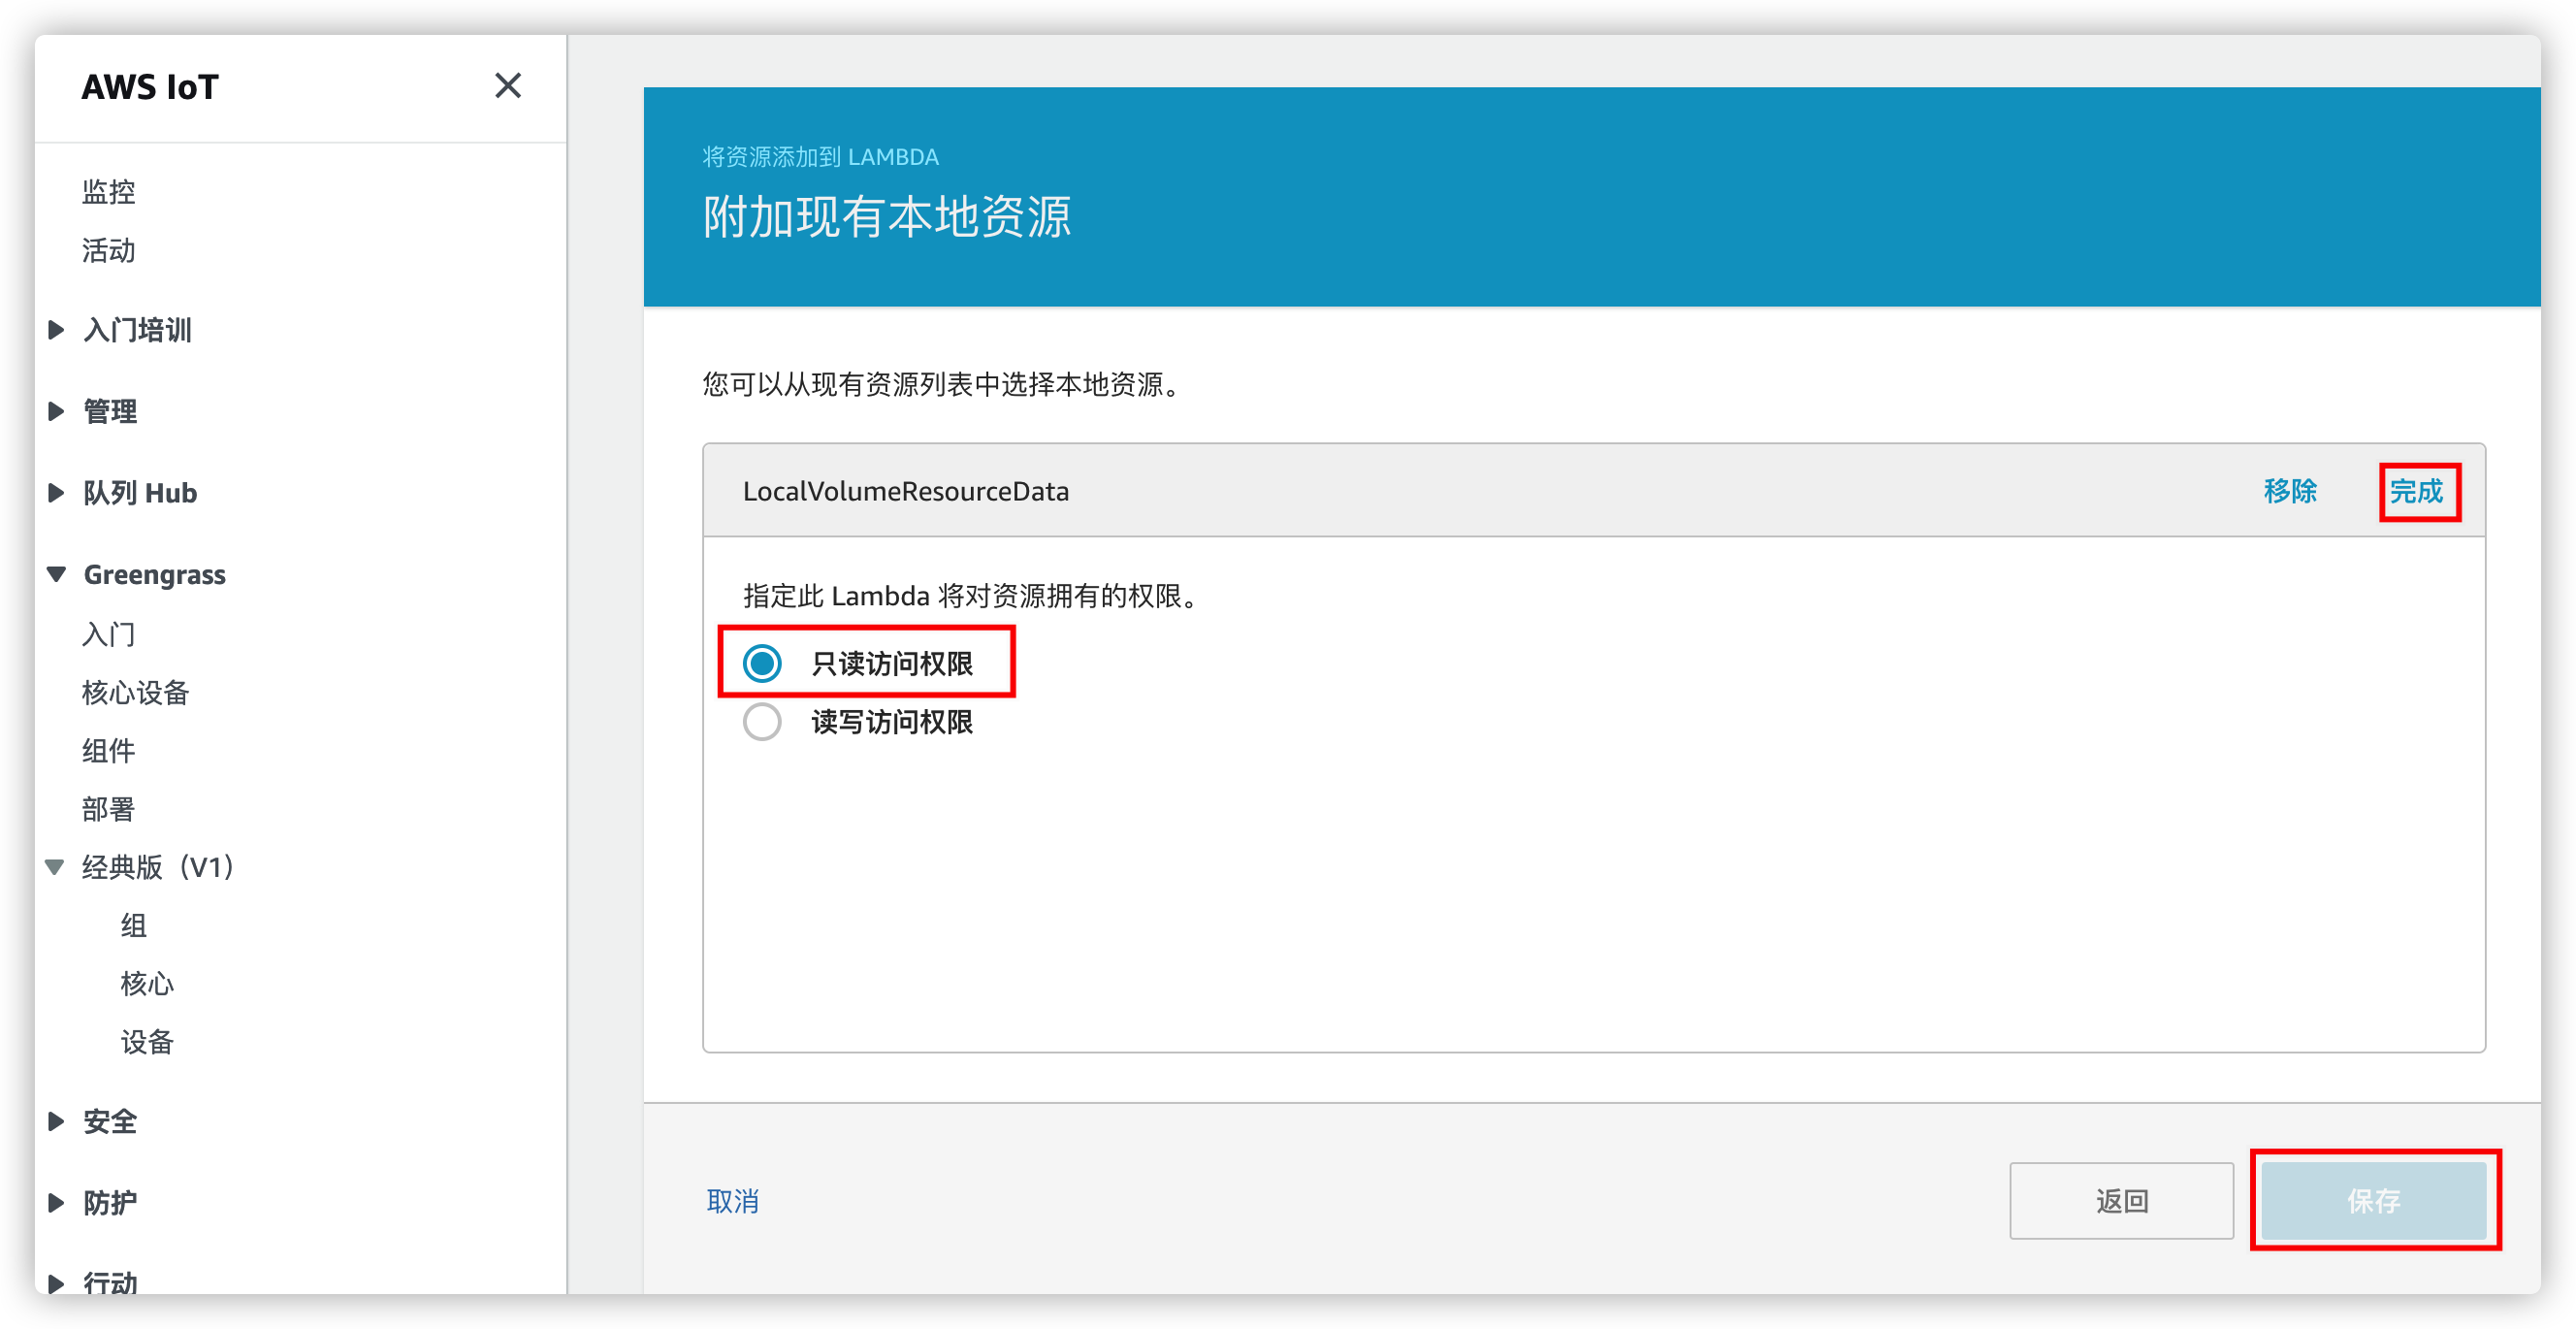 AWS IoT
监控
活动
入门培训
管理
队列 Hub
Greengrass
入门
核心设备
组件
部署
经典版（V1）
组
核心
设备
安全
防护
行动
将资源添加到 LAMBDA
附加现有本地资源
您可以从现有资源列表中选择本地资源。
LocalVolumeResourceData 移除 完成
指定此 Lambda 将对资源拥有的权限。
只读访问权限
读写访问权限
取消 返回 保存